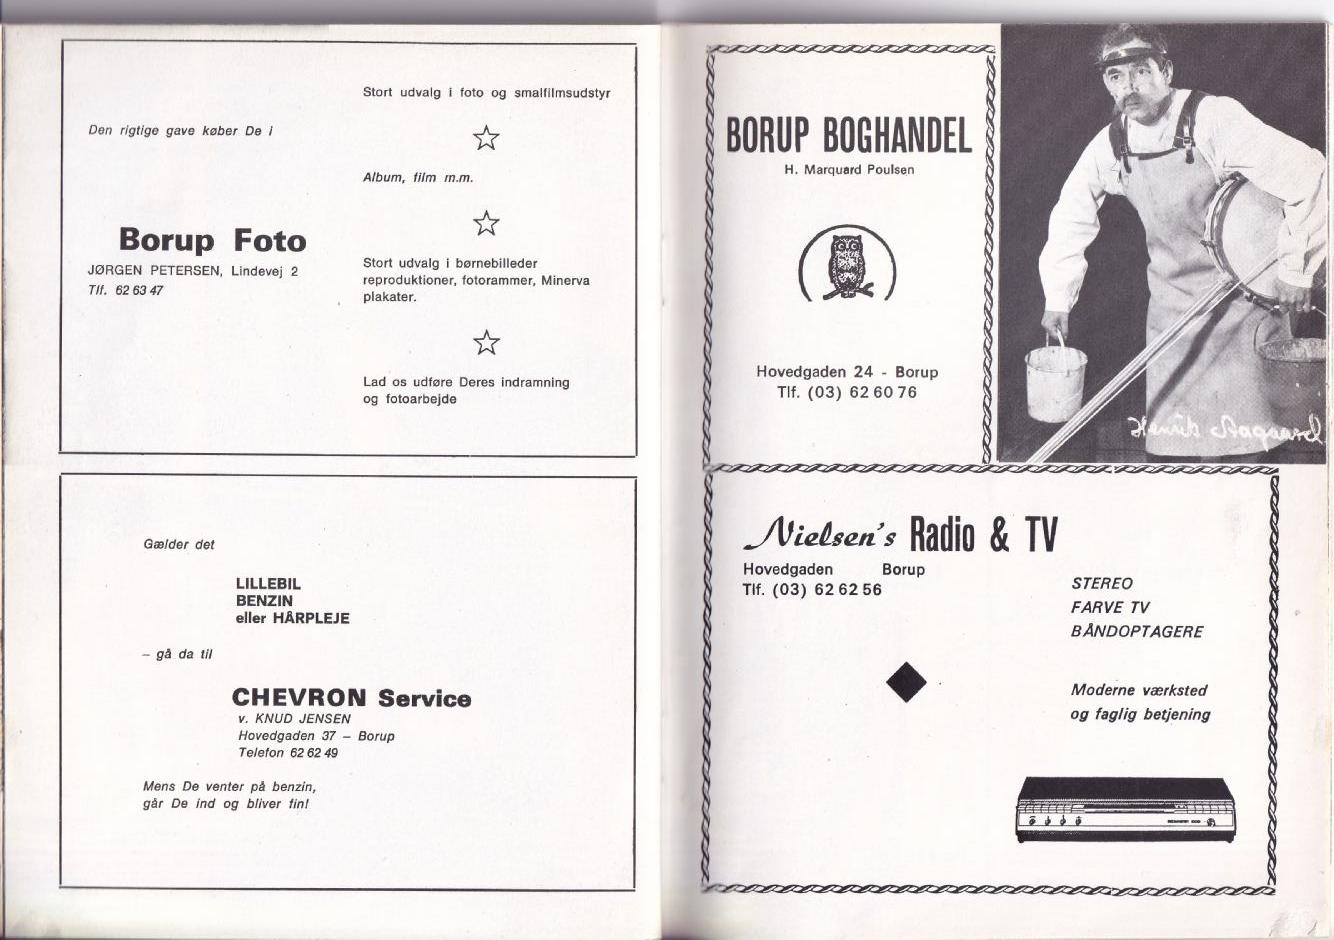 Den rigtige gave køber De i
Borup Foto
JØRGEN PETERSEN, Lindevej 2
Tlf. 62 63 47
Stort udvalg i foto og smalfilmsudstyr
Album, film m.m.
Stort udvalg i børnebilleder
reproduktioner, fotorammer, Minerva
plakater.
Lad os udføre Deres indramning
og fotoarbejde
Gælder det
LILLEBIL
BENZIN
eller HÅRPLEJE
– gå da til
CHEVRON Service
v. KNUD JENSEN
Hovedgaden 37 – Borup
Telefon 62 62 49
Mens De venter på benzin,
går De ind og bliver fin!
BORUP BOGHANDEL
H. Marquard Poulsen
Hovedgaden 24 - Borup
Tlf. (03) 62 60 76
Henrik Aagaard
Nielsen's Radio & TV
Hovedgaden Borup
Tlf. (03) 62 62 56
STEREO
FARVE TV
BÅNDOPTAGERE
Moderne værksted
og faglig betjening